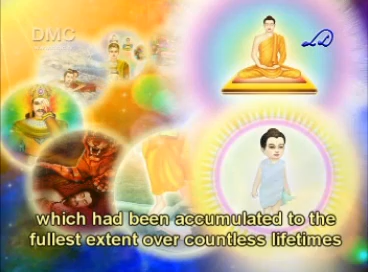 DMC
which had been accumulated to the
fullest extent over countless lifetimes